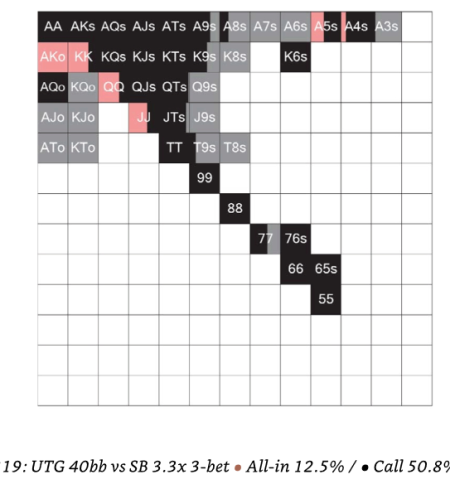 AA AKs AQs AJs ATs A9s A8s A7s A6s A5s A4s A3s
AKo KK KQs KJs KTs K9s K8s K6s
AQo KQo QQ QJs QTs Q9s
AJo KJo JJ JTs J9s
ATo KTo TT T9s T8s
99
88
77 76s
66 65s
55
19: UTG 40bb vs SB 3.3x 3-bet • All-in 12.5% / • Call 50.8%